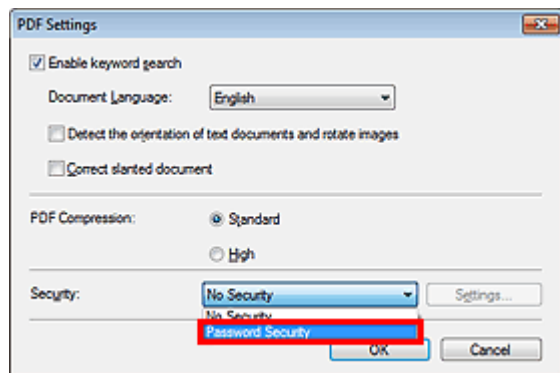 PDF Settings
Enable keyword search
Document Language: English
Detect the orientation of text documents and rotate images
Correct slanted document
PDF Compression: Standard
High
Security: No Security Settings...
No Security
Password Security
OK Cancel